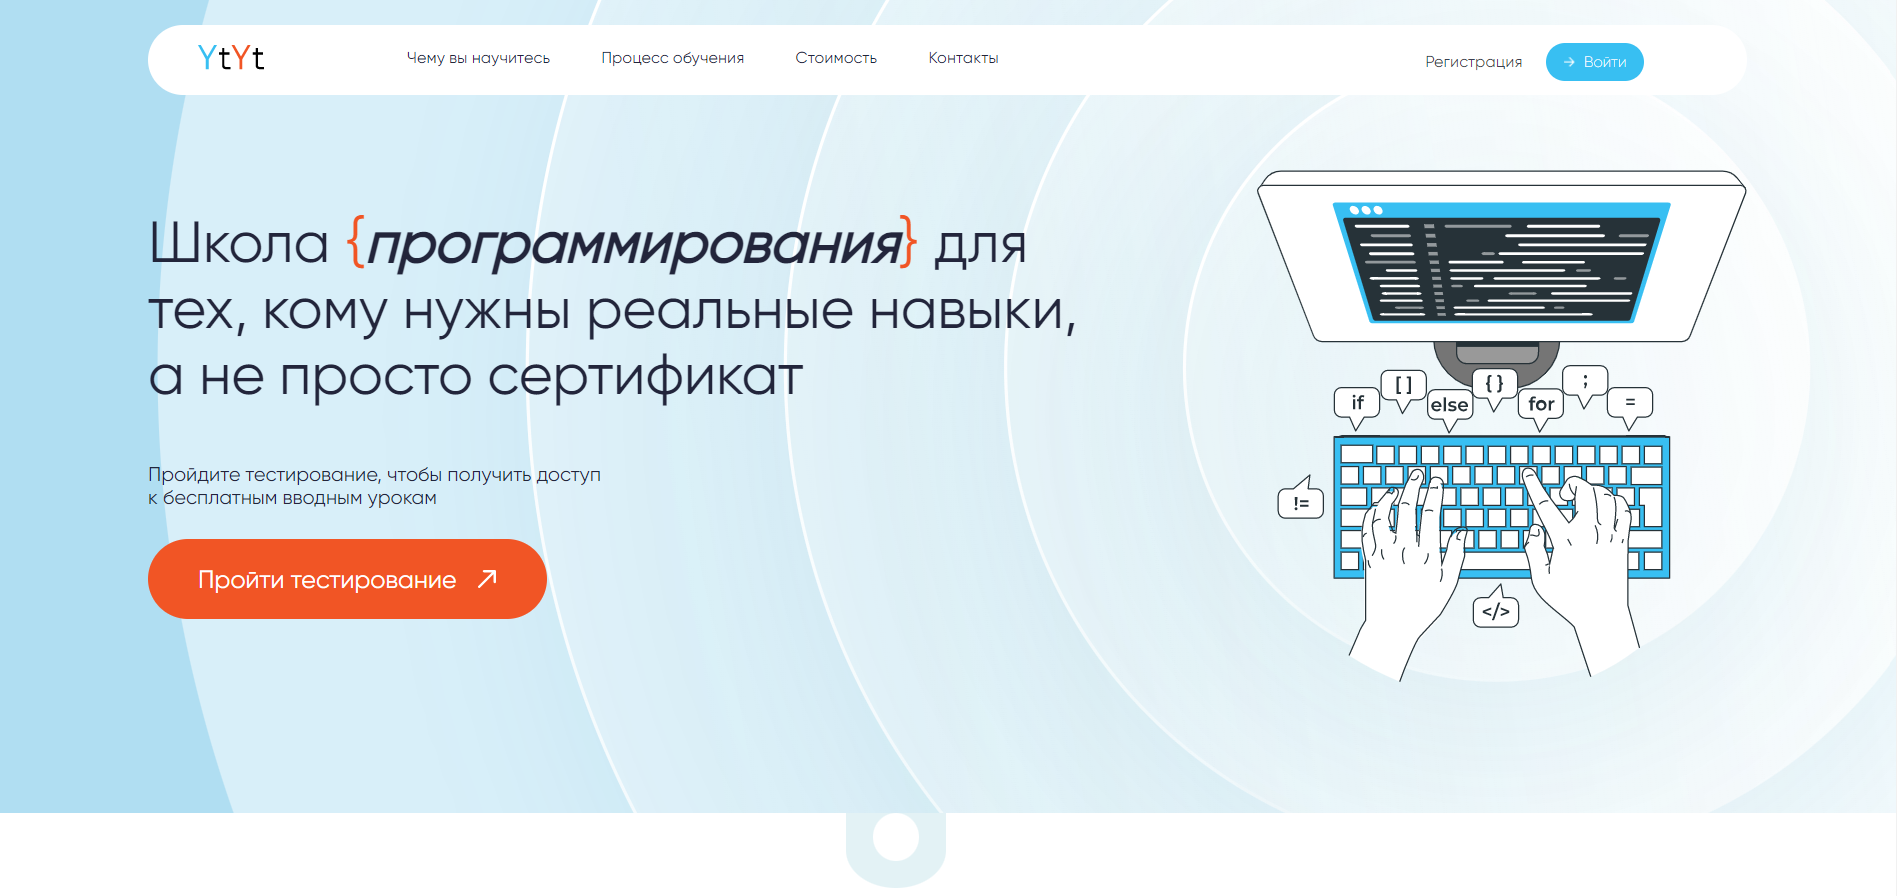 YtYt
Чему вы научитесь
Процесс обучения
Стоимость
Контакты
Регистрация
→ Войти
Школа {программирования} для
тех, кому нужны реальные навыки,
а не просто сертификат
Пройдите тестирование, чтобы получить доступ
к бесплатным вводным урокам
Пройти тестирование
if
[ ]
else
{ }
for
;
=
!=
</>